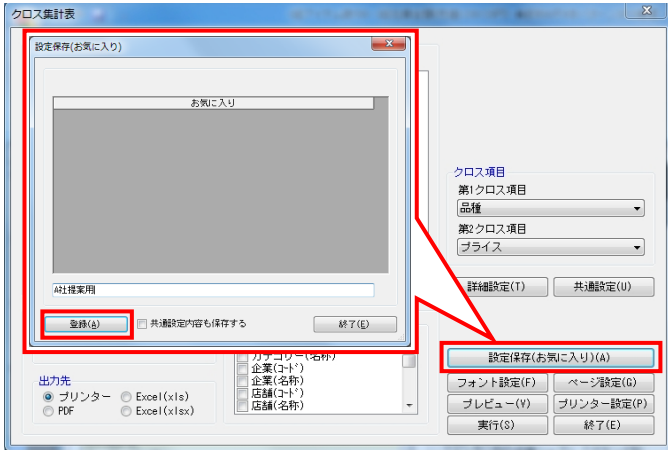 クロス集計表
設定保存(お気に入り)
お気に入り
A社提案用
登録(A)
共通設定内容も保存する
終了(E)
クロス項目
第1クロス項目
品種
第2クロス項目
プライス
詳細設定(T)
共通設定(U)
設定保存(お気に入り)(A)
カテゴリー(名称)
企業(コード)
企業(名称)
店舗(コード)
店舗(名称)
出力先
プリンター
Excel(xls)
PDF
Excel(xlsx)
フォント設定(F)
ページ設定(G)
プレビュー(V)
プリンター設定(P)
実行(S)
終了(E)